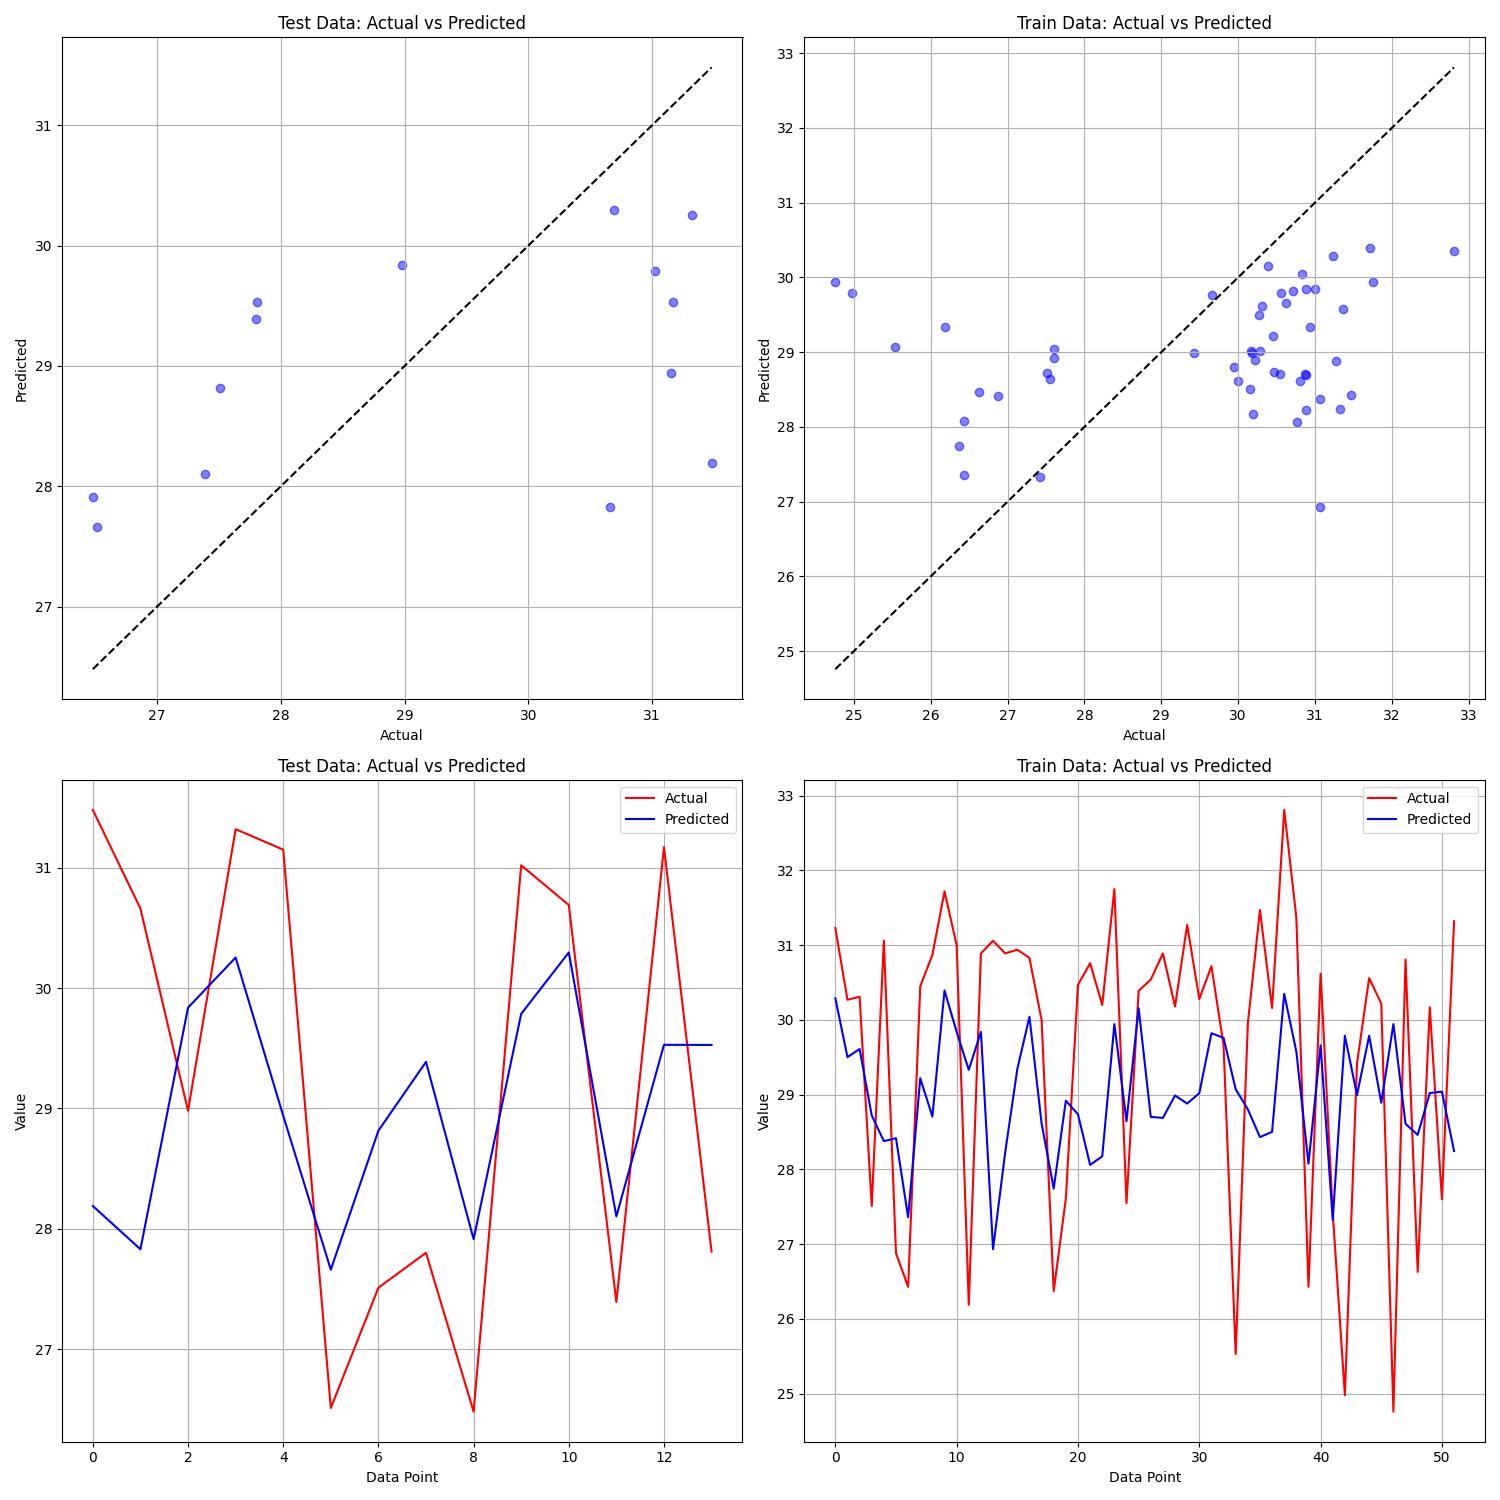 Test Data: Actual vs Predicted
31
30
29
28
27
Predicted
27 28 29 30 31
Actual
Train Data: Actual vs Predicted
33
32
31
30
29
28
27
26
25
Predicted
25 26 27 28 29 30 31 32 33
Actual
Test Data: Actual vs Predicted
Actual
Predicted
31
30
29
28
27
Value
0 2 4 6 8 10 12
Data Point
Train Data: Actual vs Predicted
Actual
Predicted
33
32
31
30
29
28
27
26
25
Value
0 10 20 30 40 50
Data Point